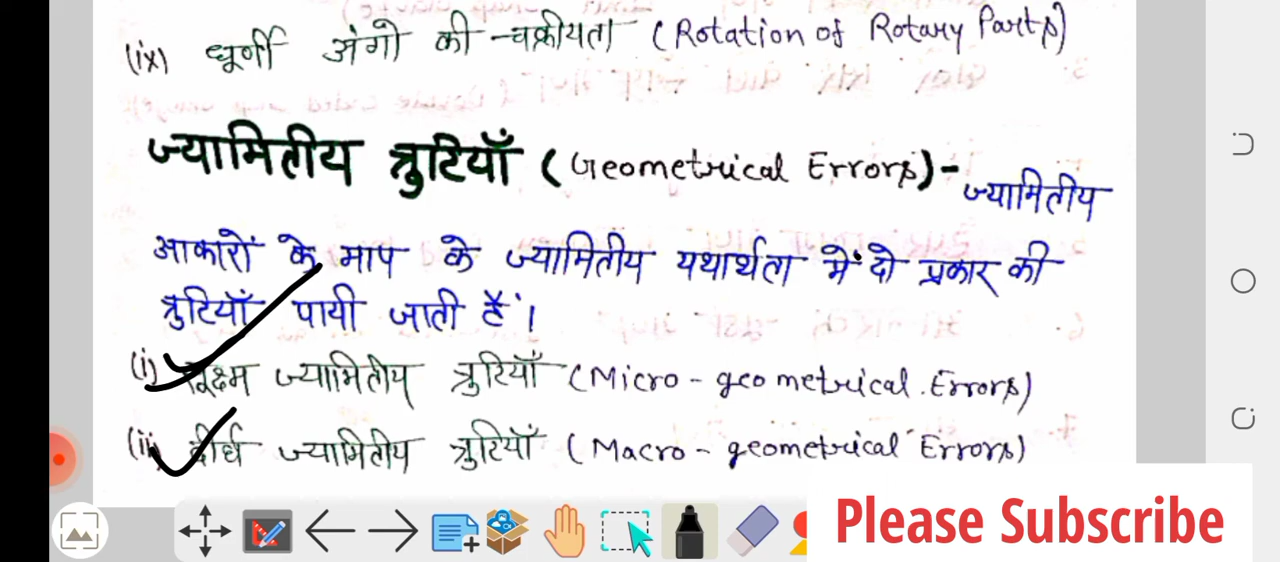 (ix) धूर्णी अंगो की चक्रीयता (Rotation of Rotary Parts)
ज्यामितीय त्रुटियाँ (Geometrical Errors) - ज्यामितीय
आकारों के माप के ज्यामितीय यथार्थता में दो प्रकार की
त्रुटियाँ पायी जाती हैं।
(i) सूक्ष्म ज्यामितीय त्रुटियाँ (Micro - geometrical Errors)
(ii) दीर्घ ज्यामितीय त्रुटियाँ (Macro - geometrical Errors)
Please Subscribe